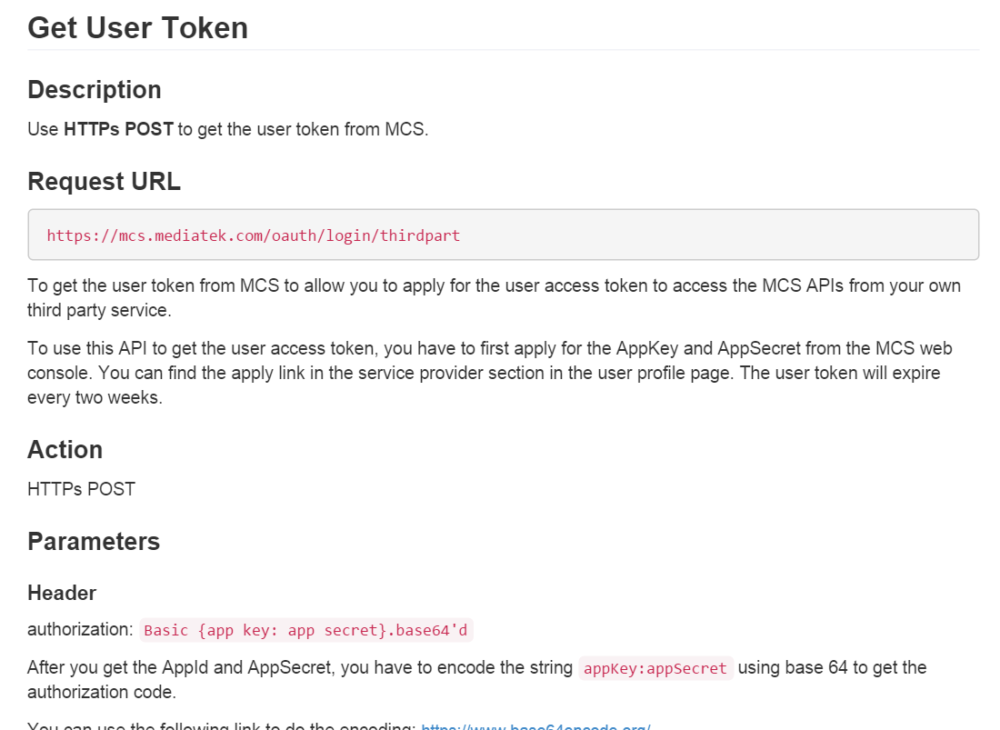 Get User Token
Description
Use HTTPs POST to get the user token from MCS.
Request URL
https://mcs.mediatek.com/oauth/login/thirdpart
To get the user token from MCS to allow you to apply for the user access token to access the MCS APIs from your own
third party service.
To use this API to get the user access token, you have to first apply for the AppKey and AppSecret from the MCS web
console. You can find the apply link in the service provider section in the user profile page. The user token will expire
every two weeks.
Action
HTTPs POST
Parameters
Header
authorization: Basic {app key: app secret}.base64'd
After you get the AppId and AppSecret, you have to encode the string appKey:appSecret using base 64 to get the
authorization code.
You can use the following link to do the encoding: https://www.base64encode.org/